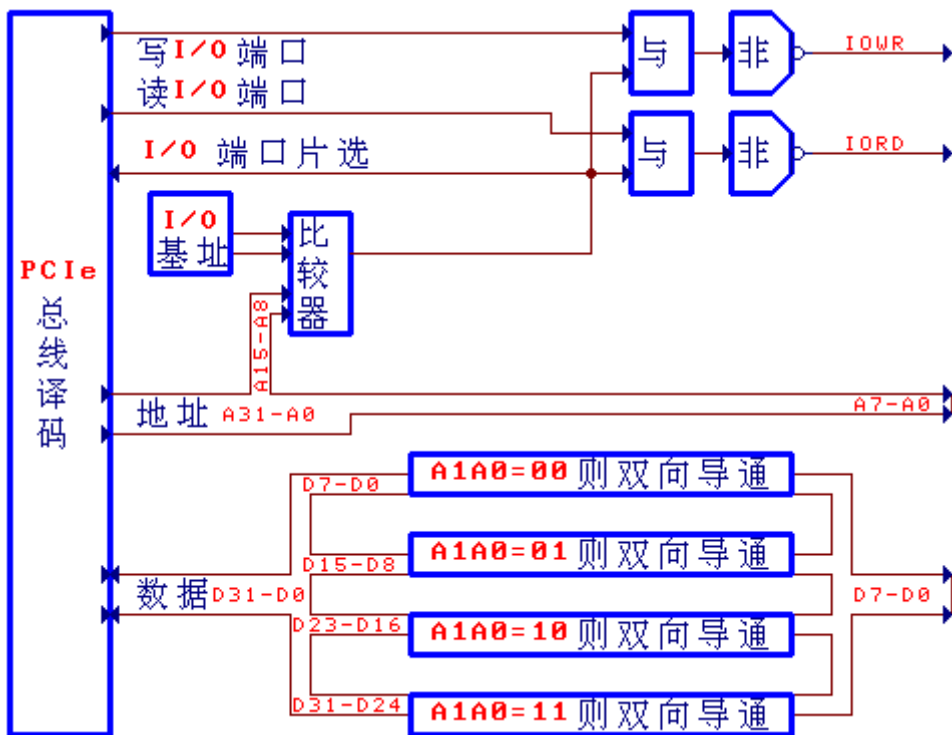 写I/O端口
与
非
IOWR
读I/O端口
与
非
IORD
I/O 端口片选
I/O
基址
比较器
PCIe
总线译码
A15-A8
地址 A31-A0
A7-A0
A1A0=00则双向导通
D7-D0
A1A0=01则双向导通
D15-D8
数据D31-D0
D7-D0
D23-D16
A1A0=10则双向导通
D31-D24
A1A0=11则双向导通